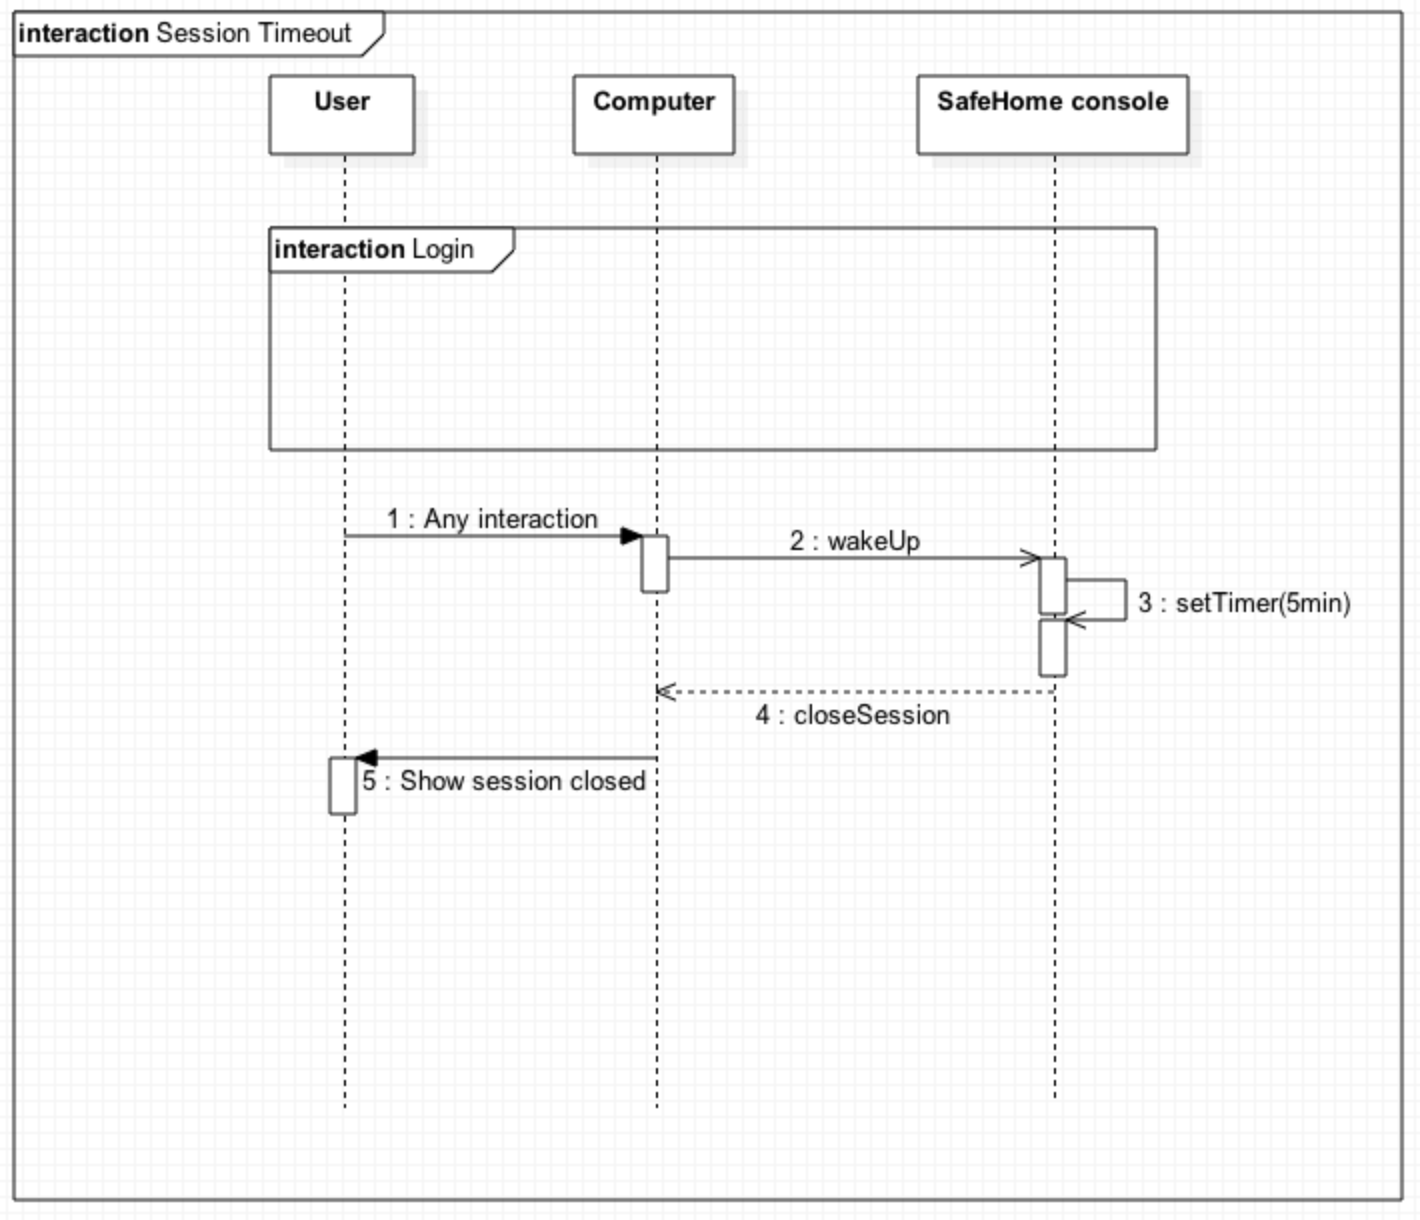 interaction Session Timeout
User
Computer
SafeHome console
interaction Login
1 : Any interaction
2 : wakeUp
3 : setTimer(5min)
4 : closeSession
5 : Show session closed